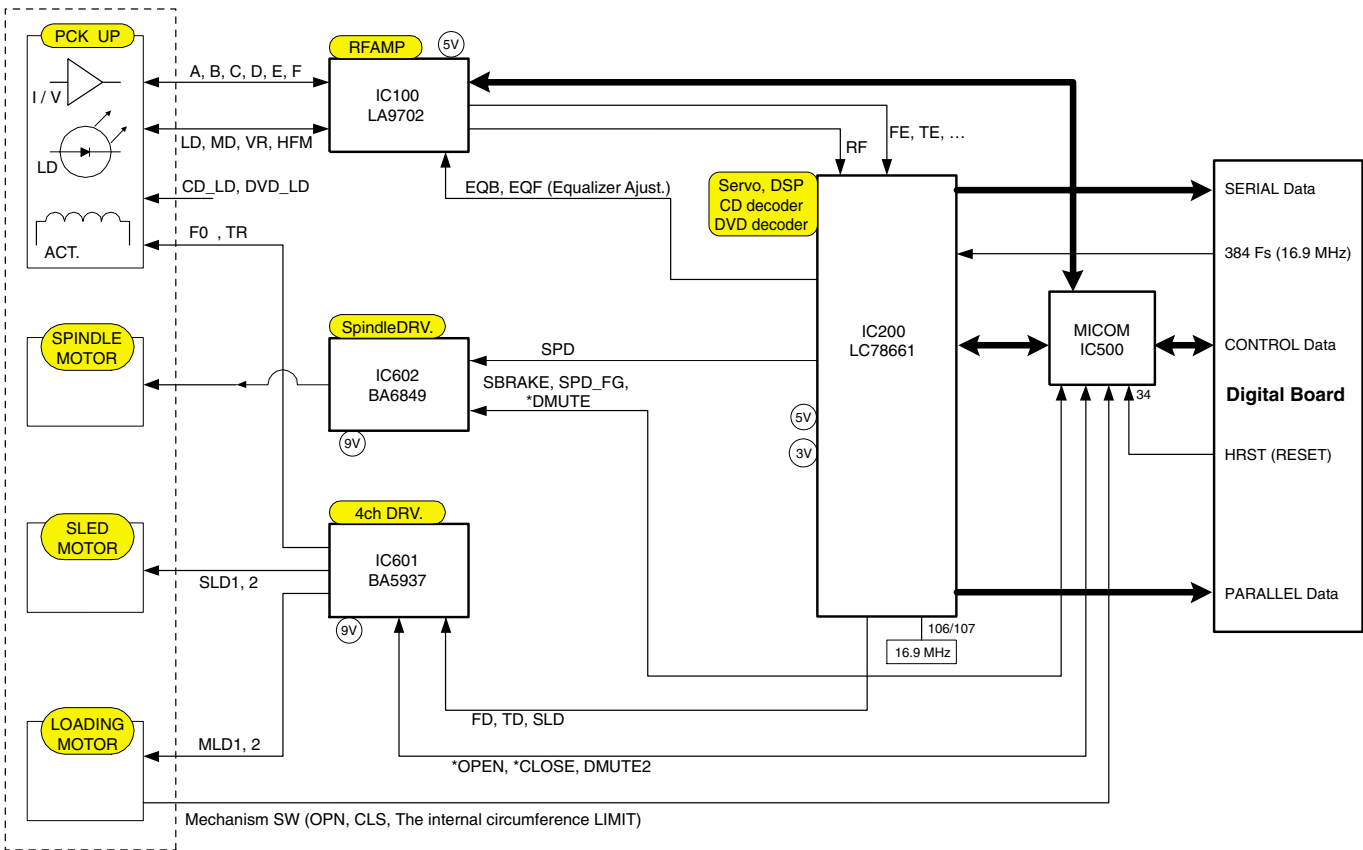 PCK UP
I / V
LD
ACT.
A, B, C, D, E, F
LD, MD, VR, HFM
CD_LD, DVD_LD
F0 , TR
RFAMP
5V
IC100
LA9702
FE, TE, ...
RF
EQB, EQF (Equalizer Ajust.)
Servo, DSP
CD decoder
DVD decoder
IC200
LC78661
5V
3V
106/107
16.9 MHz
SERIAL Data
384 Fs (16.9 MHz)
CONTROL Data
Digital Board
HRST (RESET)
PARALLEL Data
MICOM
IC500
34
SPINDLE
MOTOR
SpindleDRV.
IC602
BA6849
9V
SPD
SBRAKE, SPD_FG,
*DMUTE
SLED
MOTOR
SLD1, 2
4ch DRV.
IC601
BA5937
9V
FD, TD, SLD
LOADING
MOTOR
MLD1, 2
*OPEN, *CLOSE, DMUTE2
Mechanism SW (OPN, CLS, The internal circumference LIMIT)